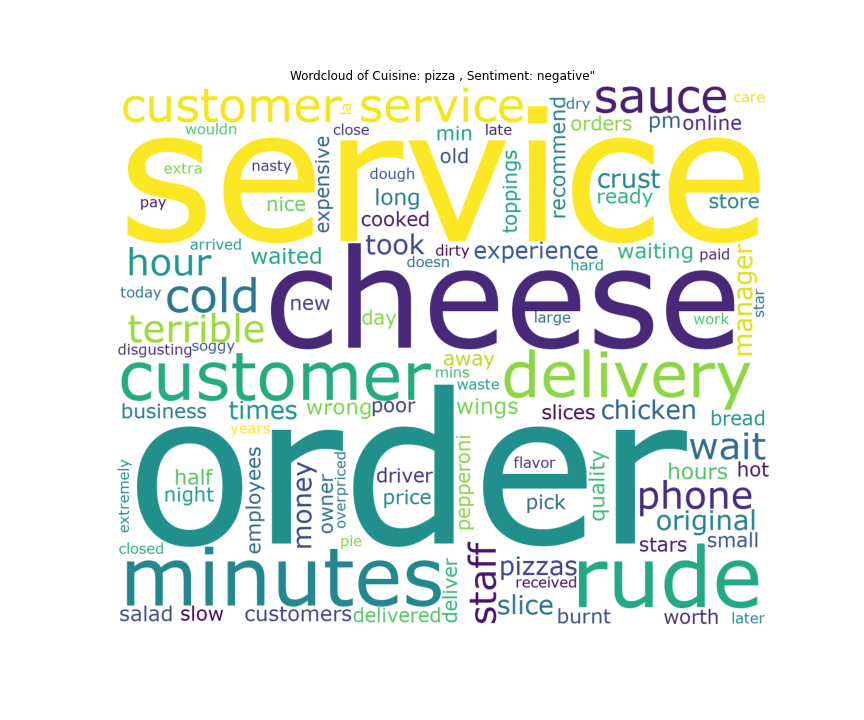 Wordcloud of Cuisine: pizza , Sentiment: negative"
customer service sauce care
la dry
wouldn close min late recommend orders pm online
service
extra nasty expensive old toppings
dough crust
pay nice long ready store
cooked
arrived took
hour waited doesn dirty experience hard waiting paid manager
today cold new cheese star
day large work
terrible
disgusting soggy away
customer mins delivery
waste
business times wrong poor wings slices chicken bread
years order wait
extremely half employees money owner overpriced driver pepperoni flavor quality hours hot
night price pick phone
original
closed pie stars small
minutes deliver staff pizzas rude
received
salad slow customers delivered slice burnt worth later